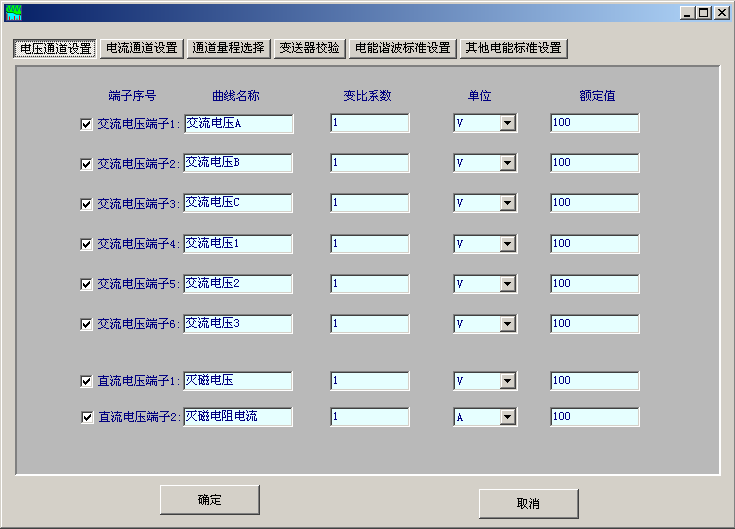 电压通道设置 电流通道设置 通道量程选择 变送器校验 电能谐波标准设置 其他电能标准设置
端子序号 曲线名称 变比系数 单位 额定值
交流电压端子1: 交流电压A 1 V 100
交流电压端子2: 交流电压B 1 V 100
交流电压端子3: 交流电压C 1 V 100
交流电压端子4: 交流电压1 1 V 100
交流电压端子5: 交流电压2 1 V 100
交流电压端子6: 交流电压3 1 V 100
直流电压端子1: 灭磁电压 1 V 100
直流电压端子2: 灭磁电阻电流 1 A 100
确定 取消